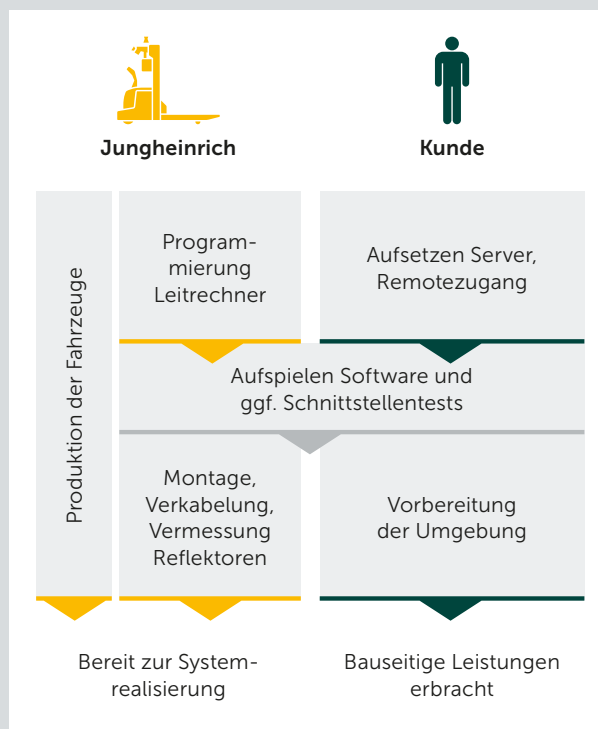 Jungheinrich
Kunde
Produktion der Fahrzeuge
Program-
mierung
Leitrechner
Aufsetzen Server,
Remotezugang
Aufspielen Software und
ggf. Schnittstellentests
Montage,
Verkabelung,
Vermessung
Reflektoren
Vorbereitung
der Umgebung
Bereit zur System-
realisierung
Bauseitige Leistungen
erbracht